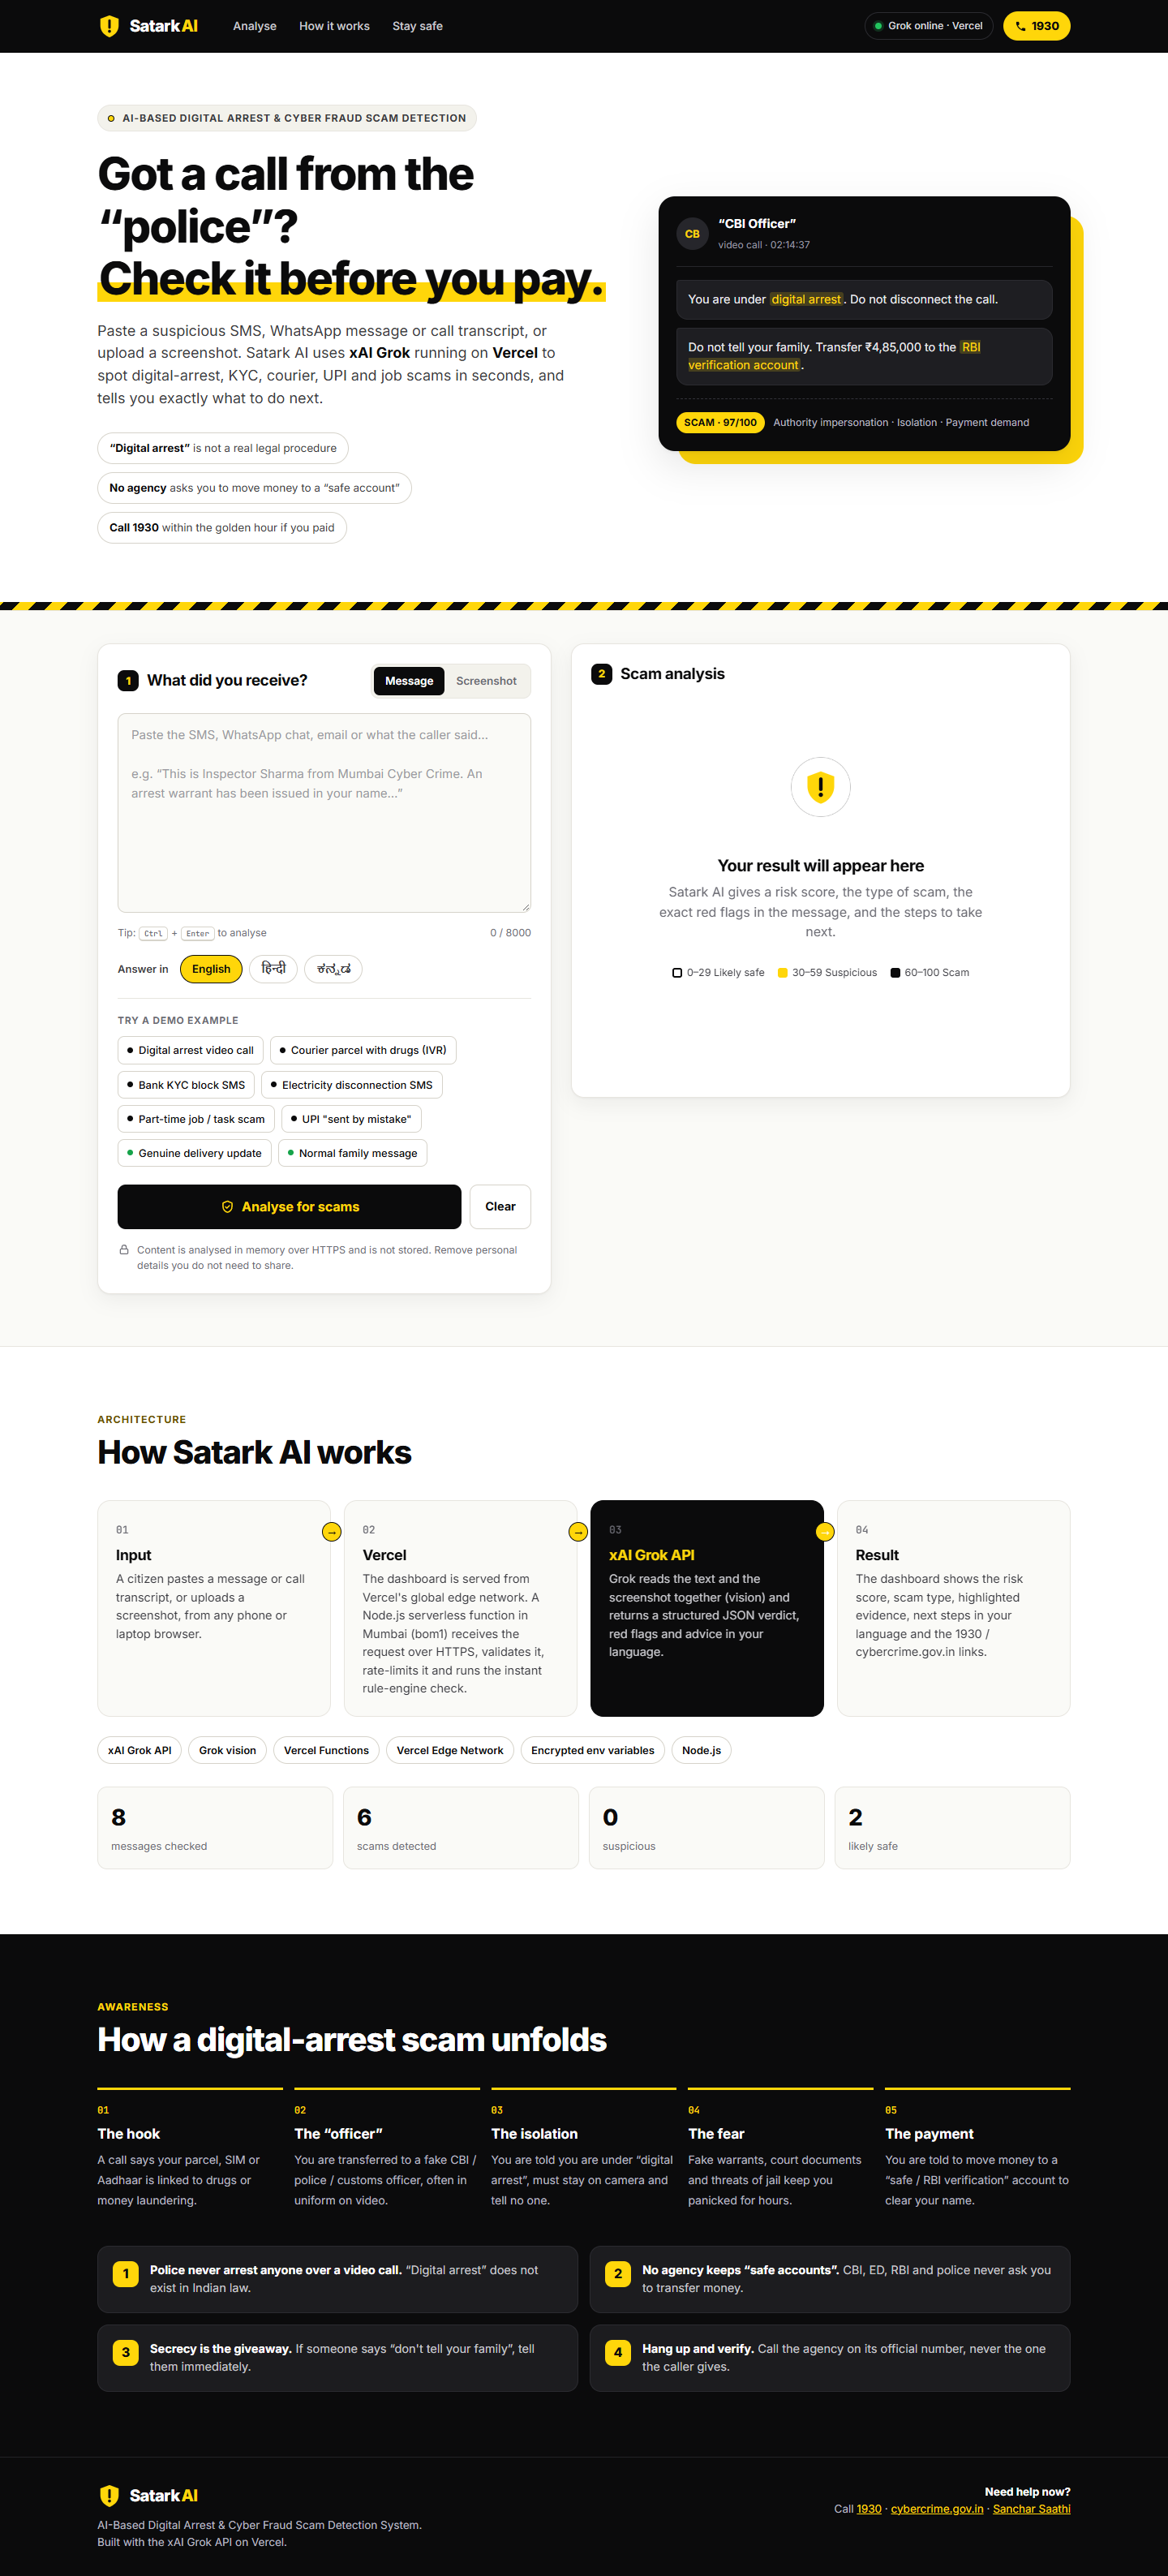 Satark AI
Analyse
How it works
Stay safe
Grok online · Vercel
1930
AI-BASED DIGITAL ARREST & CYBER FRAUD SCAM DETECTION
Got a call from the
“police”?
Check it before you pay.
Paste a suspicious SMS, WhatsApp message or call transcript, or
upload a screenshot. Satark AI uses xAI Grok running on Vercel to
spot digital-arrest, KYC, courier, UPI and job scams in seconds, and
tells you exactly what to do next.
“Digital arrest” is not a real legal procedure
No agency asks you to move money to a “safe account”
Call 1930 within the golden hour if you paid
CB
“CBI Officer”
video call · 02:14:37
You are under digital arrest. Do not disconnect the call.
Do not tell your family. Transfer ₹4,85,000 to the RBI
verification account.
SCAM · 97/100
Authority impersonation · Isolation · Payment demand
1
What did you receive?
Message
Screenshot
Paste the SMS, WhatsApp chat, email or what the caller said…
e.g. “This is Inspector Sharma from Mumbai Cyber Crime. An
arrest warrant has been issued in your name…”
Tip: Ctrl + Enter to analyse
0 / 8000
Answer in
English
हिन्दी
ಕನ್ನಡ
TRY A DEMO EXAMPLE
Digital arrest video call
Courier parcel with drugs (IVR)
Bank KYC block SMS
Electricity disconnection SMS
Part-time job / task scam
UPI "sent by mistake"
Genuine delivery update
Normal family message
Analyse for scams
Clear
Content is analysed in memory over HTTPS and is not stored. Remove personal
details you do not need to share.
2
Scam analysis
Your result will appear here
Satark AI gives a risk score, the type of scam, the
exact red flags in the message, and the steps to take
next.
0–29 Likely safe
30–59 Suspicious
60–100 Scam
ARCHITECTURE
How Satark AI works
01
Input
A citizen pastes a message or call
transcript, or uploads a
screenshot, from any phone or
laptop browser.
→
02
Vercel
The dashboard is served from
Vercel's global edge network. A
Node.js serverless function in
Mumbai (bom1) receives the
request over HTTPS, validates it,
rate-limits it and runs the instant
rule-engine check.
→
03
xAI Grok API
Grok reads the text and the
screenshot together (vision) and
returns a structured JSON verdict,
red flags and advice in your
language.
→
04
Result
The dashboard shows the risk
score, scam type, highlighted
evidence, next steps in your
language and the 1930 /
cybercrime.gov.in links.
xAI Grok API
Grok vision
Vercel Functions
Vercel Edge Network
Encrypted env variables
Node.js
8
messages checked
6
scams detected
0
suspicious
2
likely safe
AWARENESS
How a digital-arrest scam unfolds
01
The hook
A call says your parcel, SIM or
Aadhaar is linked to drugs or
money laundering.
02
The “officer”
You are transferred to a fake CBI /
police / customs officer, often in
uniform on video.
03
The isolation
You are told you are under “digital
arrest”, must stay on camera and
tell no one.
04
The fear
Fake warrants, court documents
and threats of jail keep you
panicked for hours.
05
The payment
You are told to move money to a
“safe / RBI verification” account to
clear your name.
1
Police never arrest anyone over a video call. “Digital arrest” does not
exist in Indian law.
2
No agency keeps “safe accounts”. CBI, ED, RBI and police never ask you
to transfer money.
3
Secrecy is the giveaway. If someone says “don't tell your family”, tell
them immediately.
4
Hang up and verify. Call the agency on its official number, never the one
the caller gives.
Satark AI
AI-Based Digital Arrest & Cyber Fraud Scam Detection System.
Built with the xAI Grok API on Vercel.
Need help now?
Call 1930 · cybercrime.gov.in · Sanchar Saathi